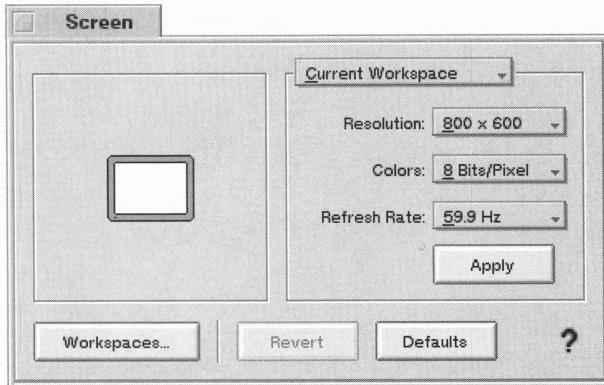 Screen
Current Workspace
Resolution: 800 x 600
Colors: 8 Bits/Pixel
Refresh Rate: 59.9 Hz
Apply
Workspaces... Revert Defaults ?